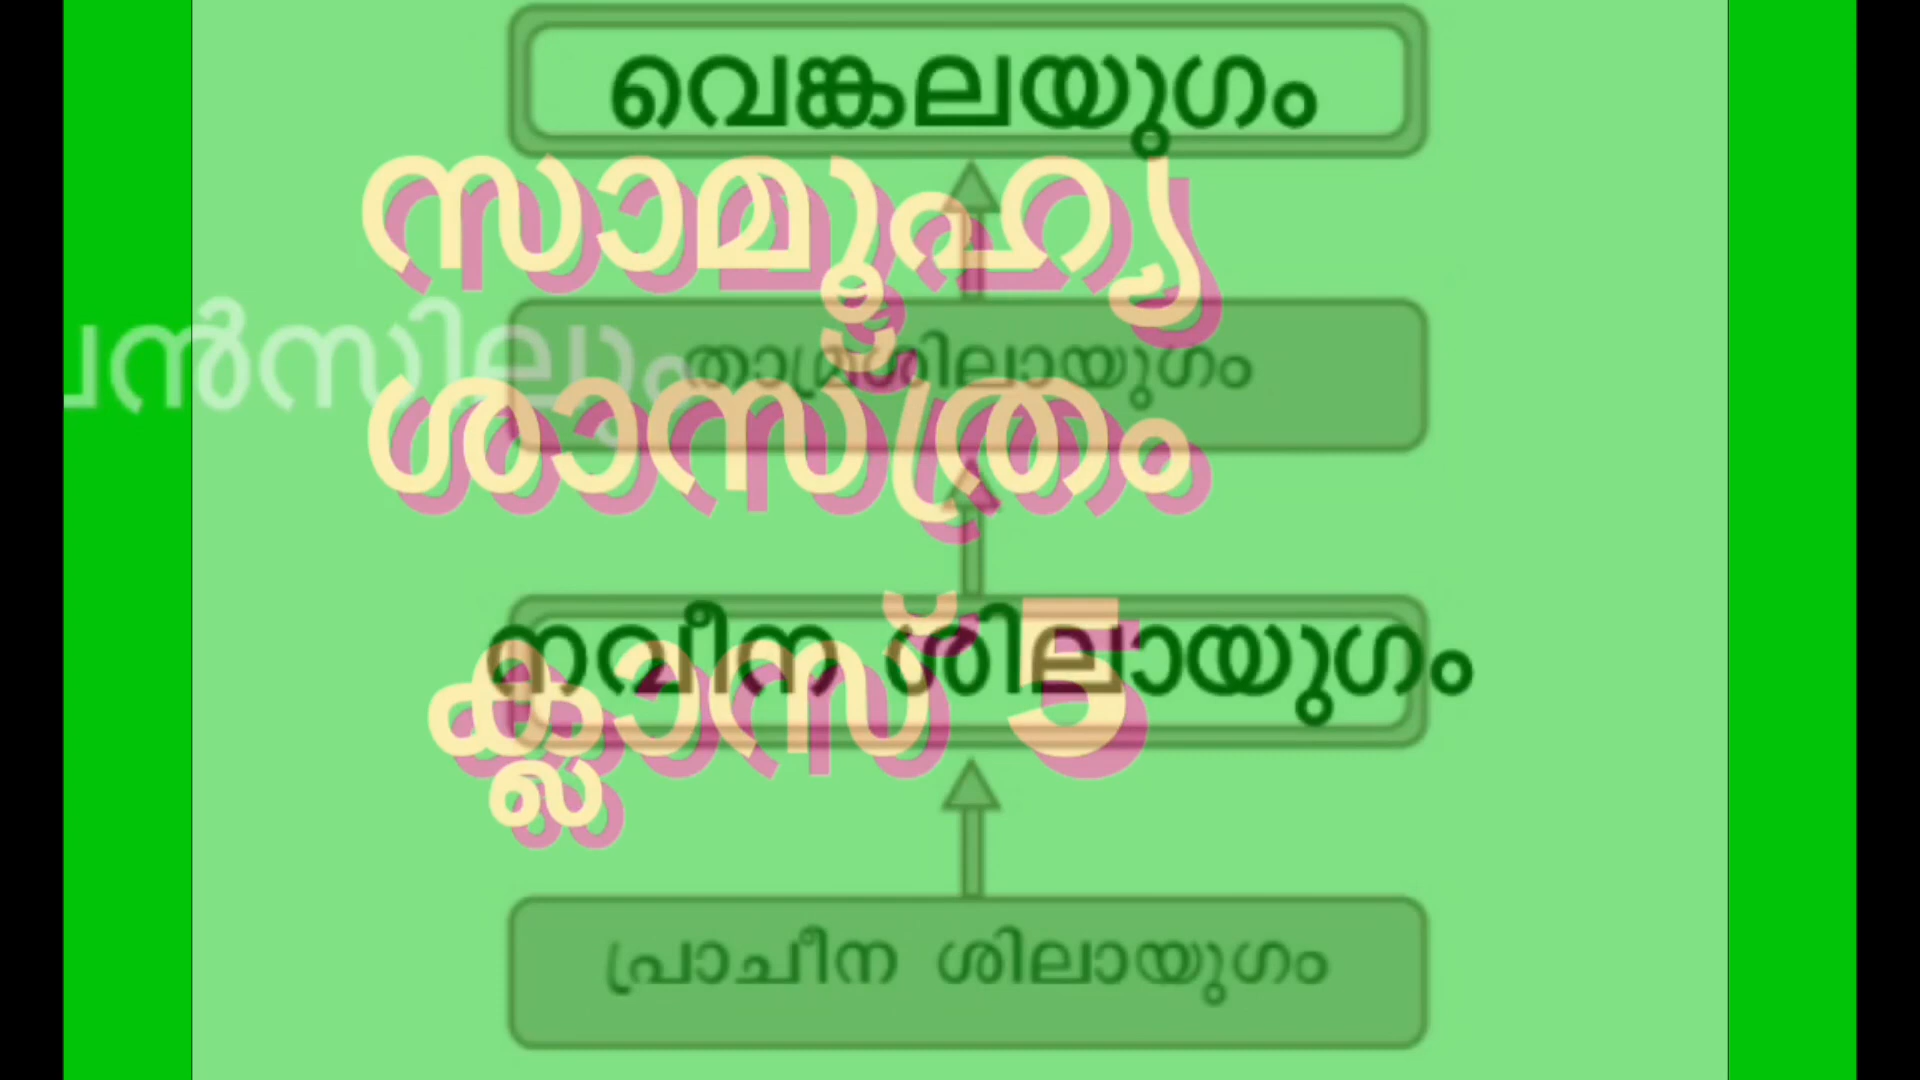 വെങ്കലയുഗം
സാമൂഹ്യ
താമ്രശിലായുഗം
ശാസ്ത്രം
നവീന ശിലായുഗം
ക്ലാസ് 5
പ്രാചീന ശിലായുഗം